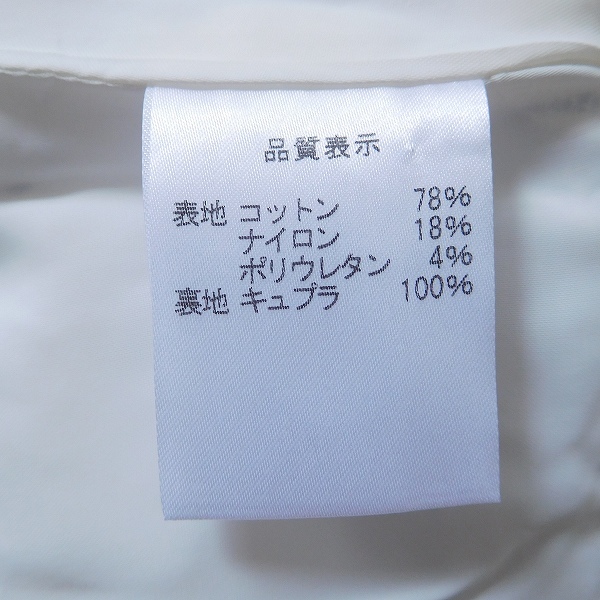 品質表示
表地 コットン 78%
ナイロン 18%
ポリウレタン 4%
裏地 キュプラ 100%